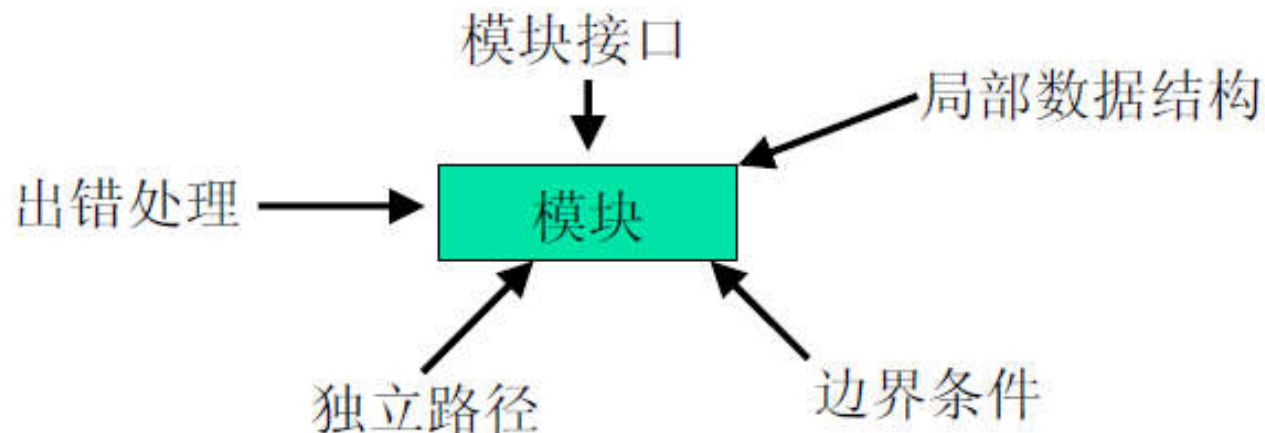 模块接口
局部数据结构
出错处理
模块
独立路径
边界条件